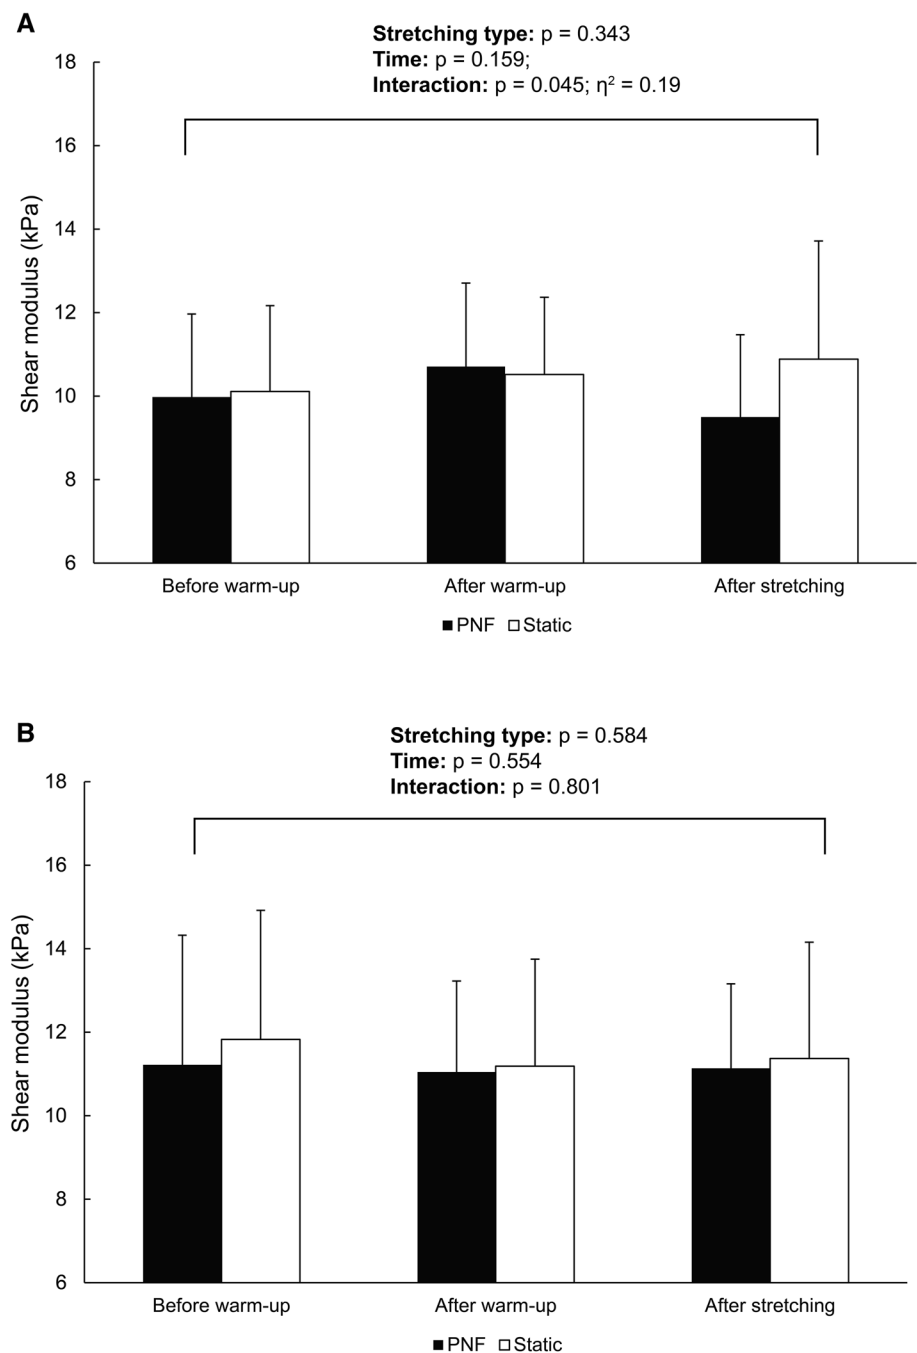 A
Stretching type: p = 0.343
Time: p = 0.159;
Interaction: p = 0.045; η² = 0.19
18
16
14
12
10
8
6
Shear modulus (kPa)
Before warm-up
After warm-up
After stretching
PNF Static
B
Stretching type: p = 0.584
Time: p = 0.554
Interaction: p = 0.801
18
16
14
12
10
8
6
Shear modulus (kPa)
Before warm-up
After warm-up
After stretching
PNF Static